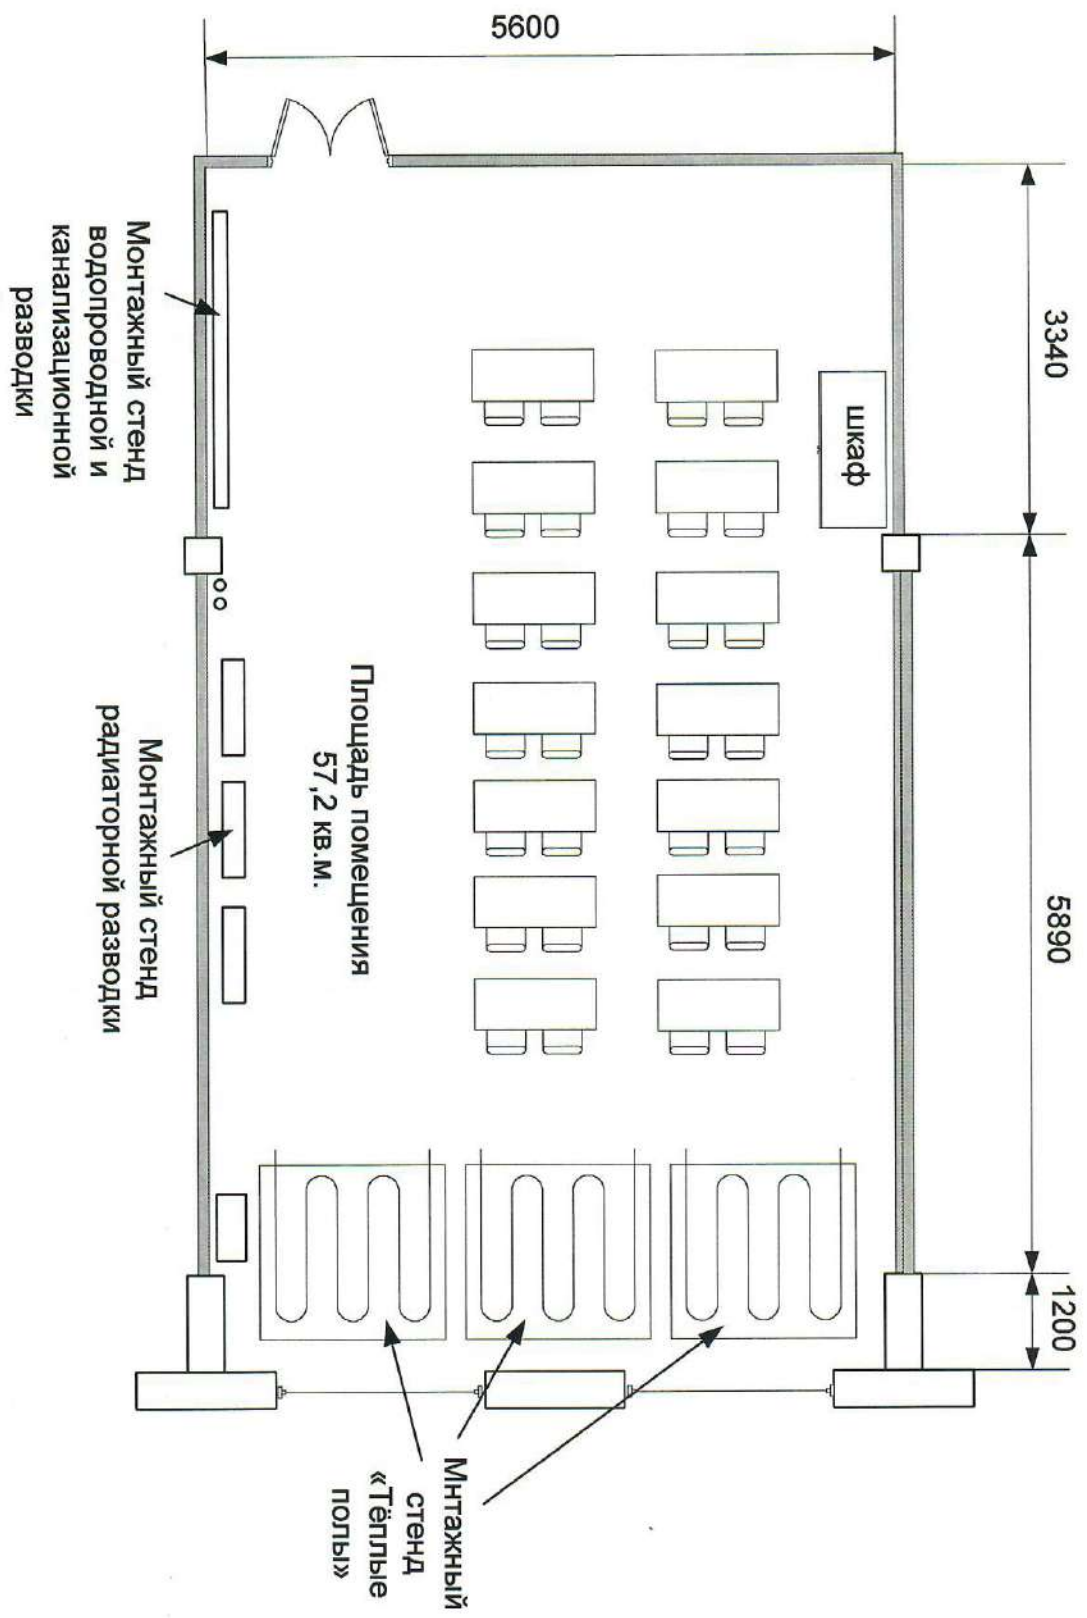 5600
3340
5890
1200
шкаф
Монтажный стенд
водопроводной и
канализационной
разводки
Площадь помещения
57,2 кв.м.
Монтажный стенд
радиаторной разводки
Мнтажный
стенд
«Тёплые
полы»